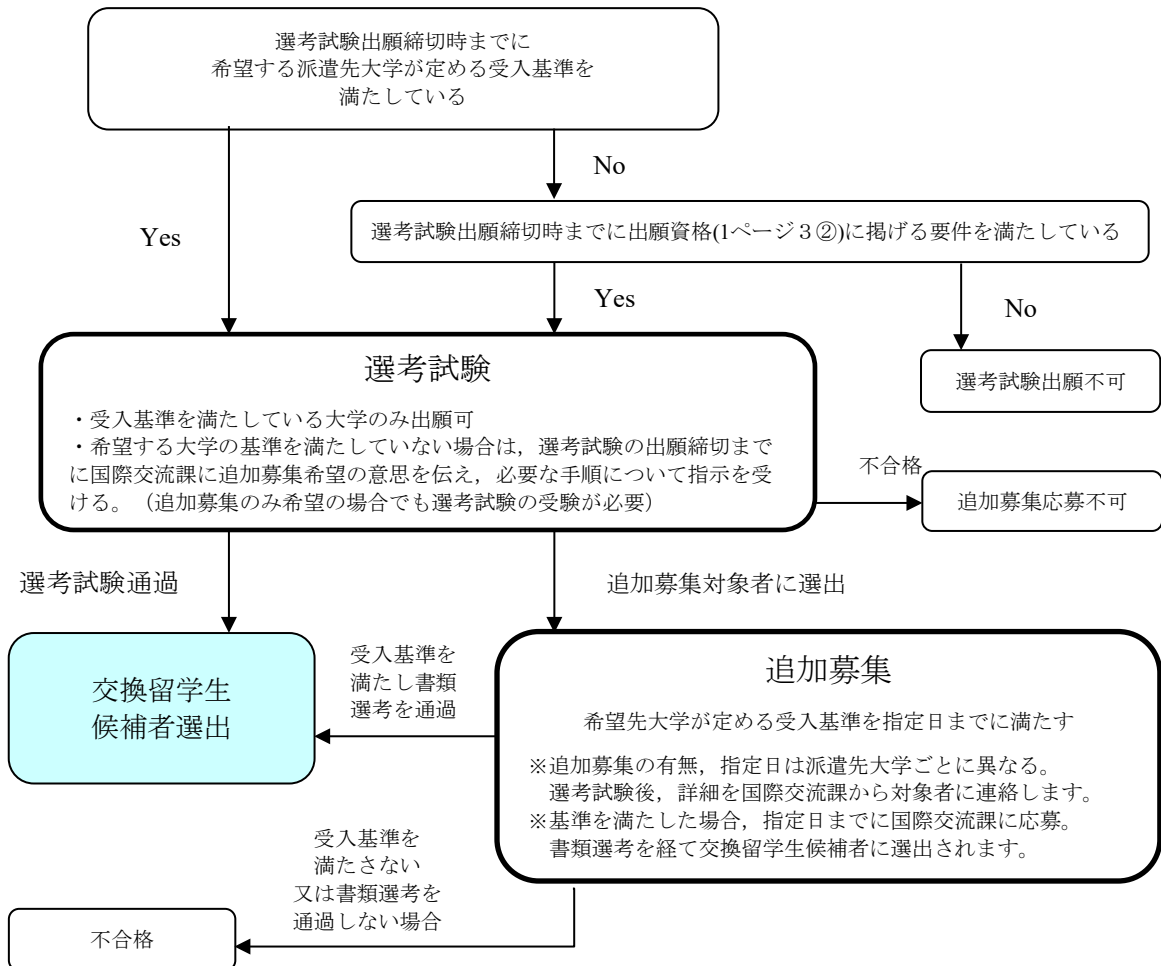 選考試験出願締切時までに
希望する派遣先大学が定める受入基準を
満たしている
No
Yes
選考試験出願締切時までに出願資格(1ページ３②)に掲げる要件を満たしている
Yes
No
選考試験
選考試験出願不可
・受入基準を満たしている大学のみ出願可
・希望する大学の基準を満たしていない場合は，選考試験の出願締切まで
に国際交流課に追加募集希望の意思を伝え，必要な手順について指示を受
ける。（追加募集のみ希望の場合でも選考試験の受験が必要）
不合格
追加募集応募不可
選考試験通過
追加募集対象者に選出
交換留学生
候補者選出
受入基準を
満たし書類
選考を通過
追加募集
希望先大学が定める受入基準を指定日までに満たす
※追加募集の有無，指定日は派遣先大学ごとに異なる。
選考試験後，詳細を国際交流課から対象者に連絡します。
※基準を満たした場合，指定日までに国際交流課に応募。
書類選考を経て交換留学生候補者に選出されます。
受入基準を
満たさない
又は書類選考を
通過しない場合
不合格